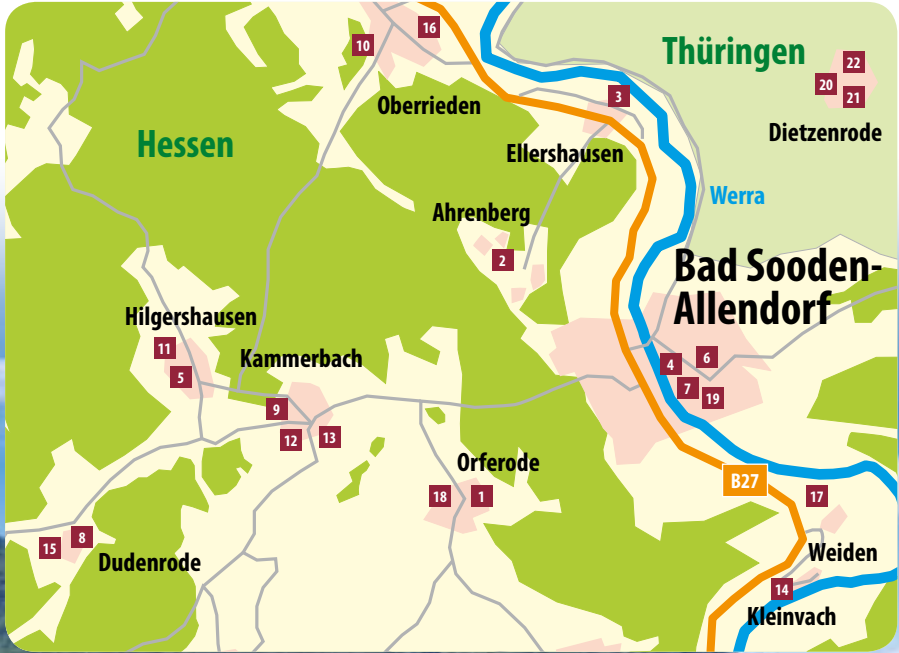 16
10
Thüringen
22
20
21
Oberrieden
3
Dietzenrode
Hessen
Ellershausen
Werra
Ahrenberg
2
Bad Sooden-
Allendorf
Hilgershausen
11
5
Kammerbach
4
6
7
19
9
12
13
Orferode
18
1
B27
17
15
8
Dudenrode
Weiden
14
Kleinvach